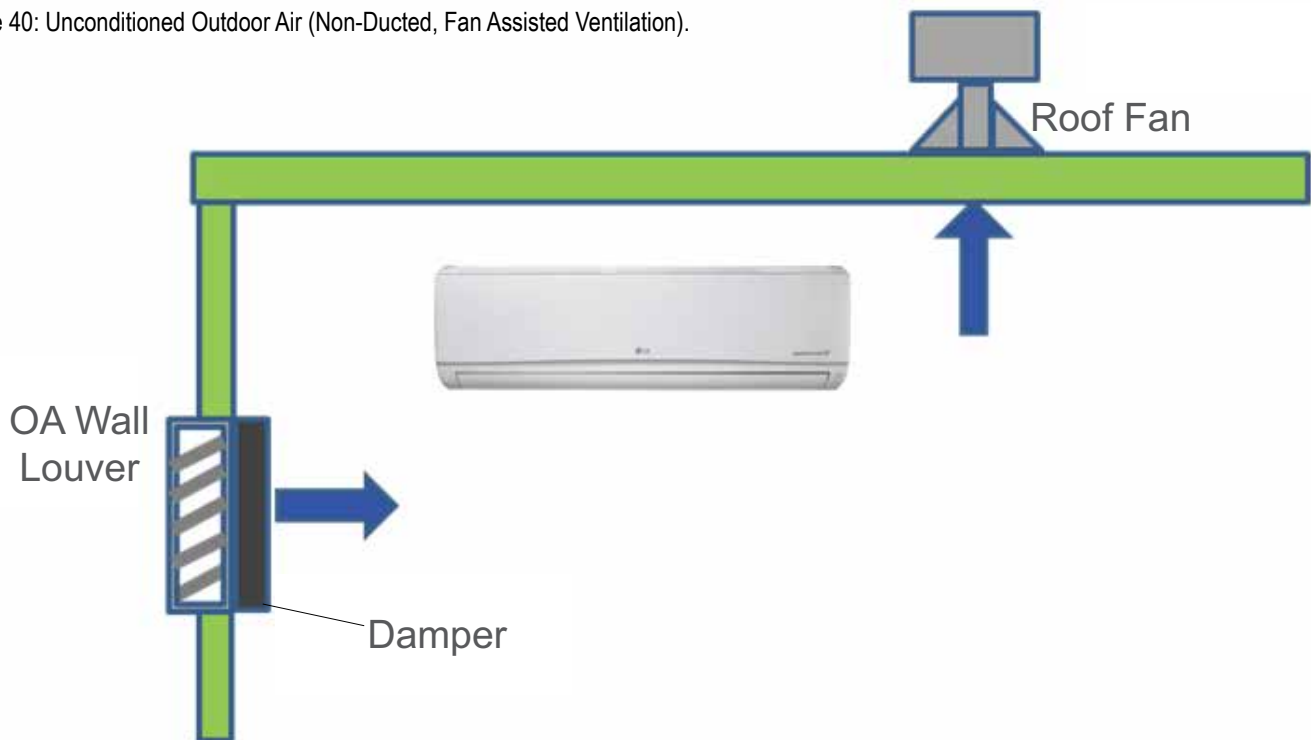 e 40: Unconditioned Outdoor Air (Non-Ducted, Fan Assisted Ventilation).
Roof Fan
OA Wall
Louver
Damper